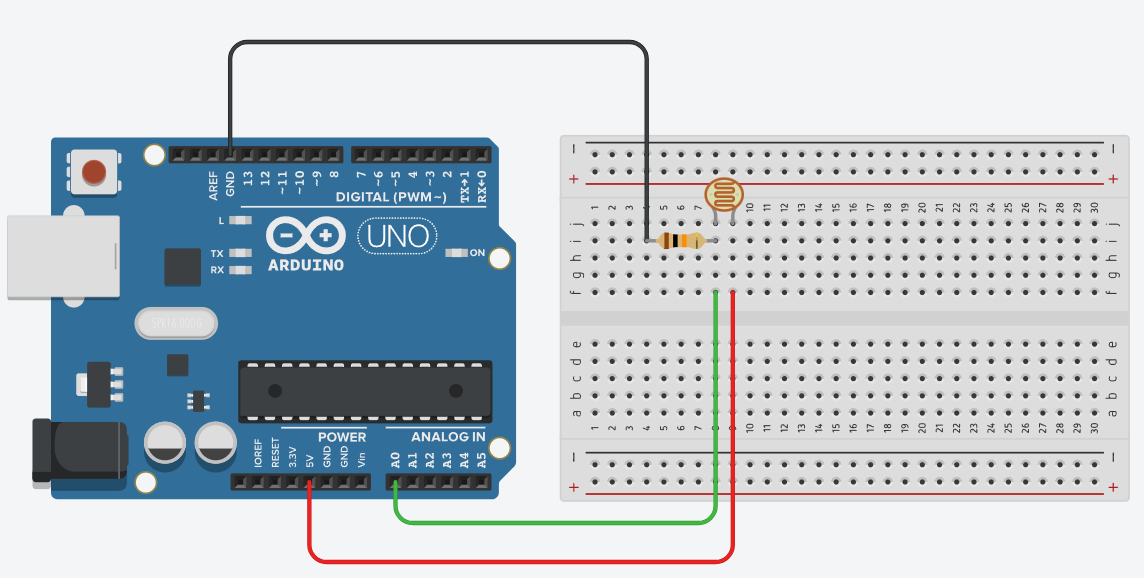 AREF GND 13 12 ~11 ~10 ~9 8 7 ~6 ~5 4 ~3 2 TX→1 RX←0
DIGITAL (PWM~)
L
TX
RX
UNO
ON
ARDUINO
SPK16.000G
POWER
ANALOG IN
IOREF RESET 3.3V 5V GND GND Vin A0 A1 A2 A3 A4 A5
1 2 3 4 5 6 7 10 11 12 13 14 15 16 17 18 19 20 21 22 23 24 25 26 27 28 29 30
j j
i i
h h
g g
f f
e e
d d
c c
b b
a a
1 2 3 4 5 6 7 10 11 12 13 14 15 16 17 18 19 20 21 22 23 24 25 26 27 28 29 30